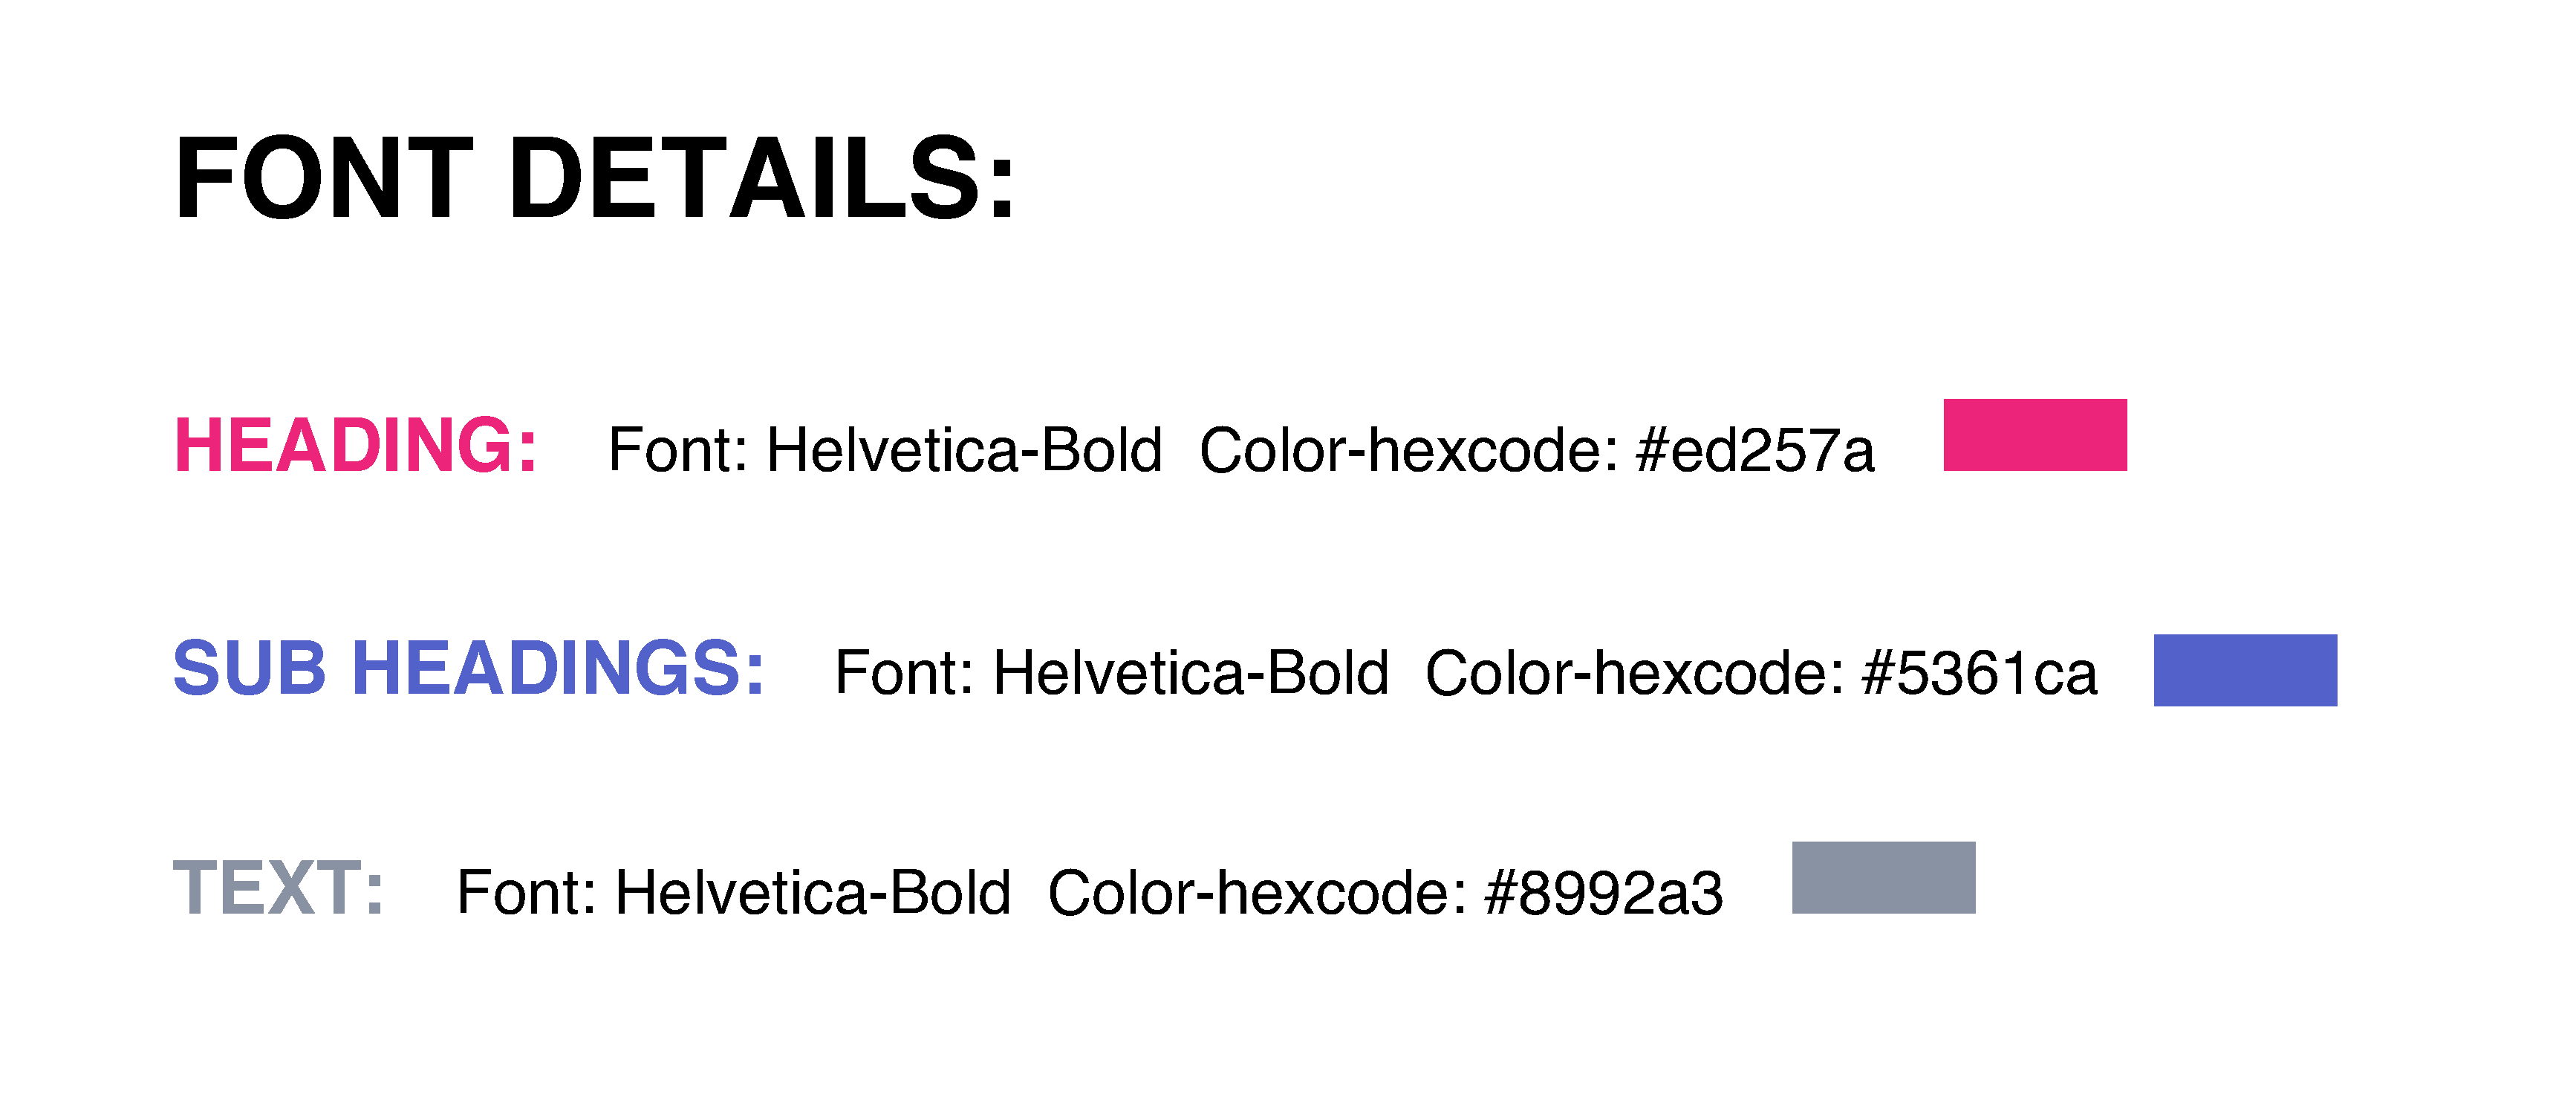 FONT DETAILS:
HEADING: Font: Helvetica-Bold Color-hexcode: #ed257a
SUB HEADINGS: Font: Helvetica-Bold Color-hexcode: #5361ca
TEXT: Font: Helvetica-Bold Color-hexcode: #8992a3